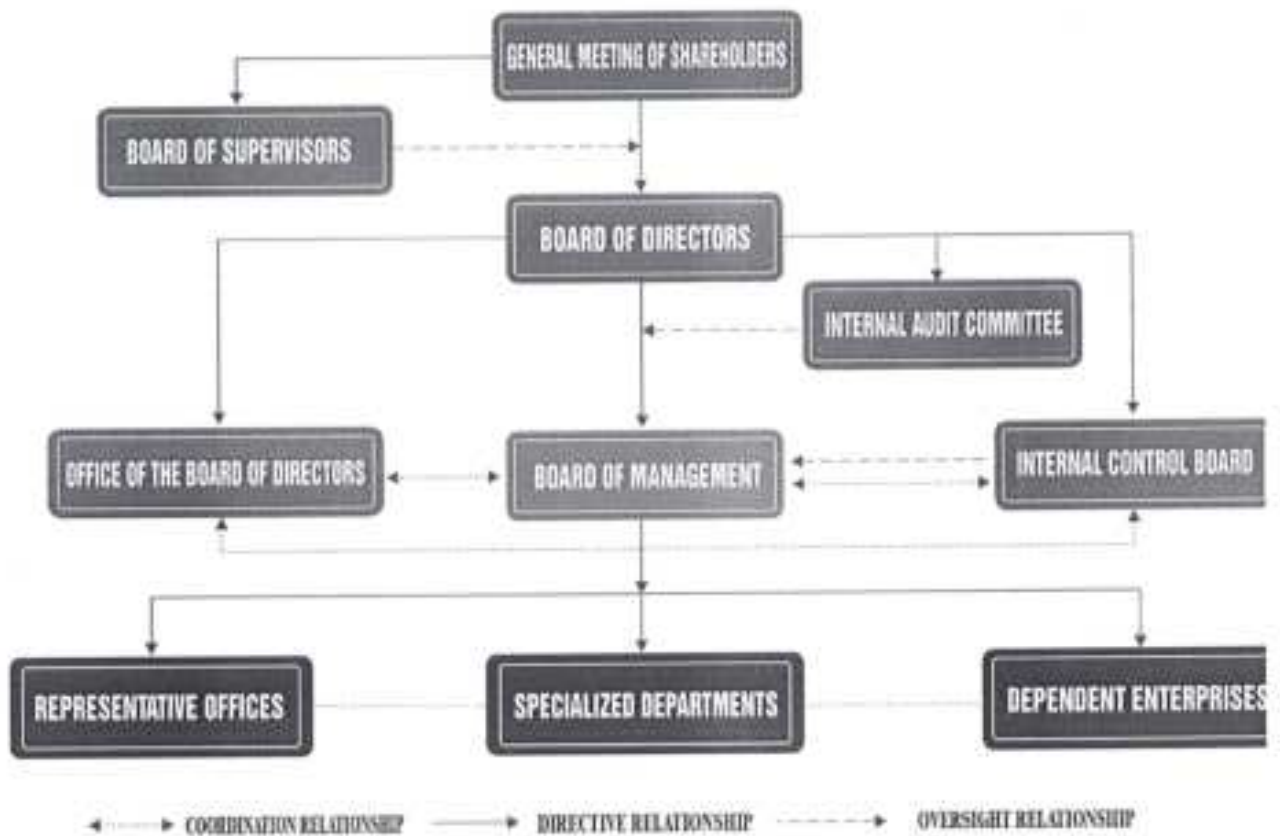 GENERAL MEETING OF SHAREHOLDERS
BOARD OF SUPERVISORS
BOARD OF DIRECTORS
INTERNAL AUDIT COMMITTEE
OFFICE OF THE BOARD OF DIRECTORS
BOARD OF MANAGEMENT
INTERNAL CONTROL BOARD
REPRESENTATIVE OFFICES
SPECIALIZED DEPARTMENTS
DEPENDENT ENTERPRISES
COORDINATION RELATIONSHIP
DIRECTIVE RELATIONSHIP
OVERSIGHT RELATIONSHIP